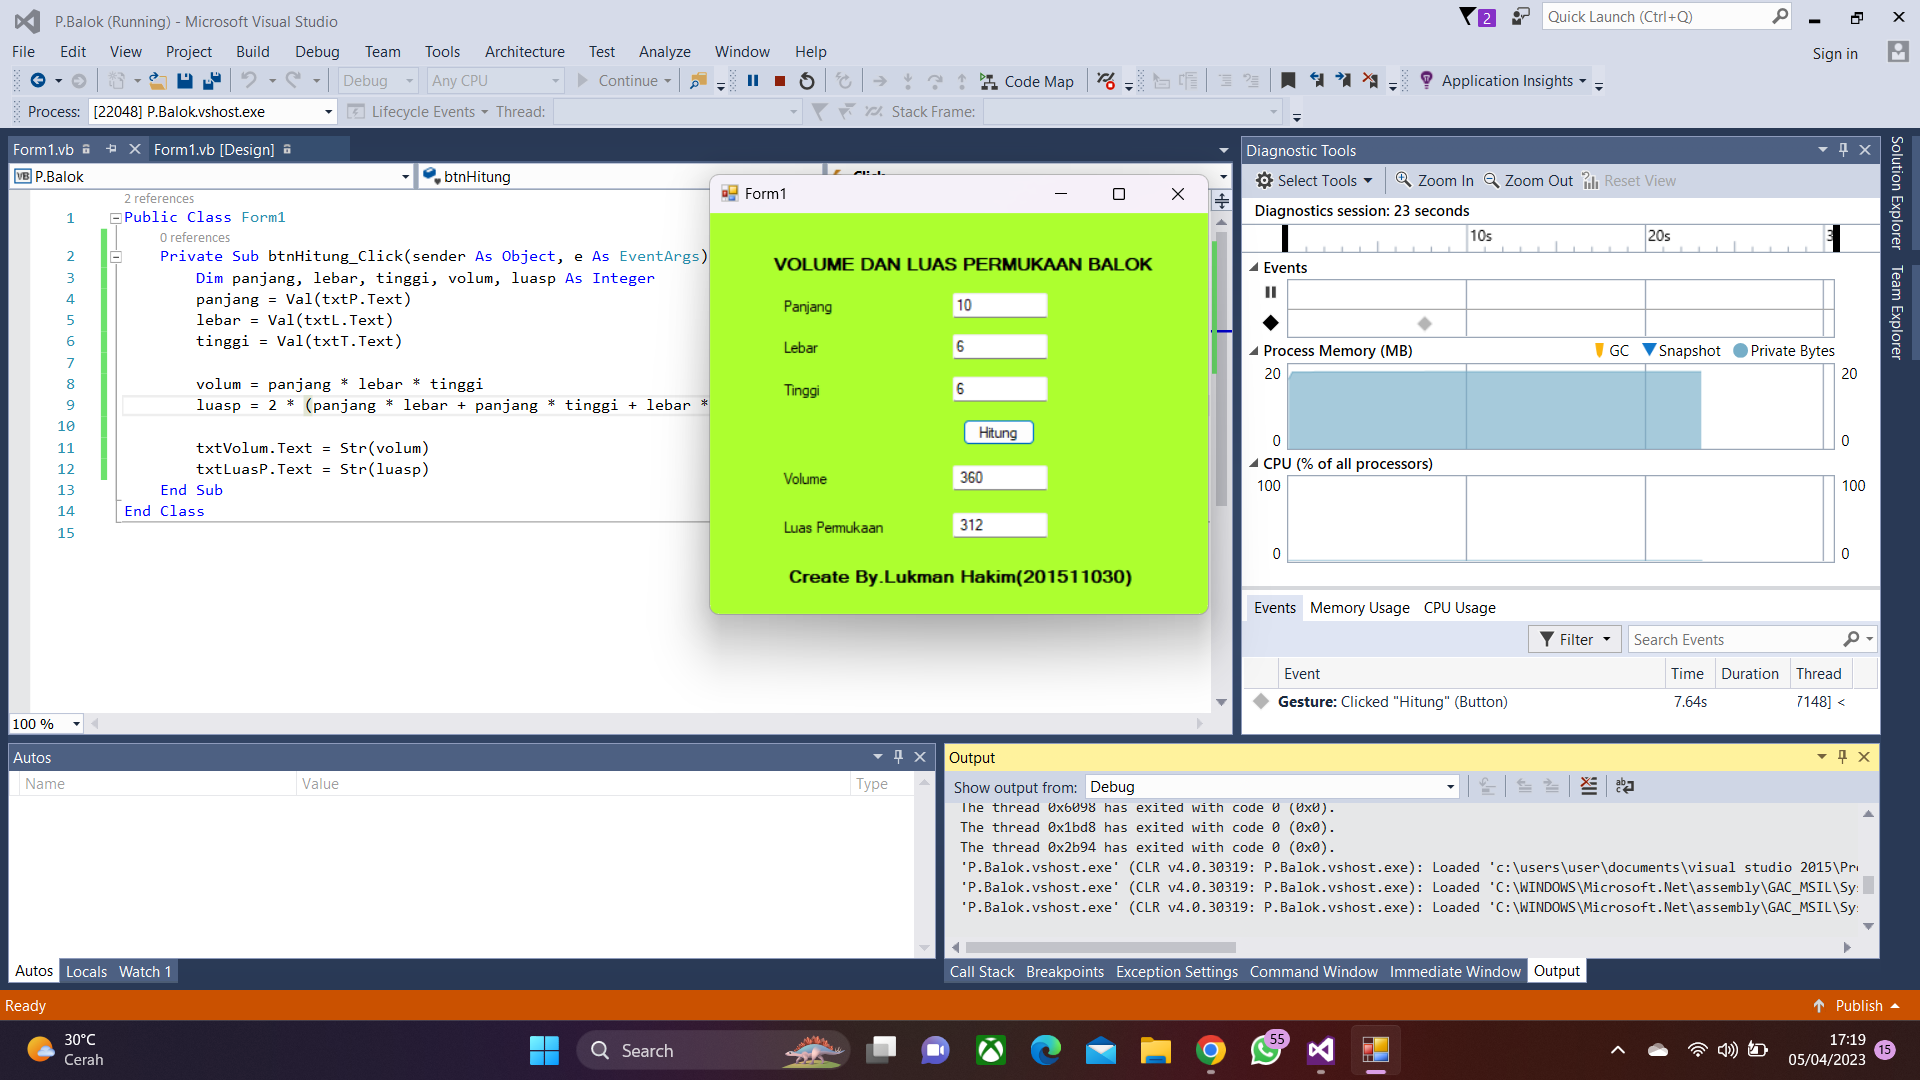 P.Balok (Running) - Microsoft Visual Studio
2
Quick Launch (Ctrl+Q)
File Edit View Project Build Debug Team Tools Architecture Test Analyze Window Help
Sign in
Debug Any CPU Continue Code Map Application Insights
Process: [22048] P.Balok.vshost.exe Lifecycle Events Thread: Stack Frame:
Form1.vb Form1.vb [Design]
VB P.Balok btnHitung
2 references
1 Public Class Form1
0 references
2 Private Sub btnHitung_Click(sender As Object, e As EventArgs)
3 Dim panjang, lebar, tinggi, volum, luasp As Integer
4 panjang = Val(txtP.Text)
5 lebar = Val(txtL.Text)
6 tinggi = Val(txtT.Text)
7
8 volum = panjang * lebar * tinggi
9 luasp = 2 * (panjang * lebar + panjang * tinggi + lebar *
10
11 txtVolum.Text = Str(volum)
12 txtLuasP.Text = Str(luasp)
13 End Sub
14 End Class
15
100 %
Form1
VOLUME DAN LUAS PERMUKAAN BALOK
Panjang 10
Lebar 6
Tinggi 6
Hitung
Volume 360
Luas Permukaan 312
Create By.Lukman Hakim(201511030)
Diagnostic Tools
Select Tools Zoom In Zoom Out Reset View
Diagnostics session: 23 seconds
10s 20s 3
Events
Process Memory (MB) GC Snapshot Private Bytes
20 20
0 0
CPU (% of all processors)
100 100
0 0
Events Memory Usage CPU Usage
Filter Search Events
Event Time Duration Thread
Gesture: Clicked "Hitung" (Button) 7.64s 7148] <
Solution Explorer
Team Explorer
Autos
Name Value Type
Autos Locals Watch 1
Output
Show output from: Debug
The thread 0x6098 has exited with code 0 (0x0).
The thread 0x1bd8 has exited with code 0 (0x0).
The thread 0x2b94 has exited with code 0 (0x0).
'P.Balok.vshost.exe' (CLR v4.0.30319: P.Balok.vshost.exe): Loaded 'c:\users\user\documents\visual studio 2015\Pr
'P.Balok.vshost.exe' (CLR v4.0.30319: P.Balok.vshost.exe): Loaded 'C:\WINDOWS\Microsoft.Net\assembly\GAC_MSIL\Sy
'P.Balok.vshost.exe' (CLR v4.0.30319: P.Balok.vshost.exe): Loaded 'C:\WINDOWS\Microsoft.Net\assembly\GAC_MSIL\Sy
Call Stack Breakpoints Exception Settings Command Window Immediate Window Output
Ready
Publish
30°C
Cerah
Search
55
17:19
05/04/2023
15